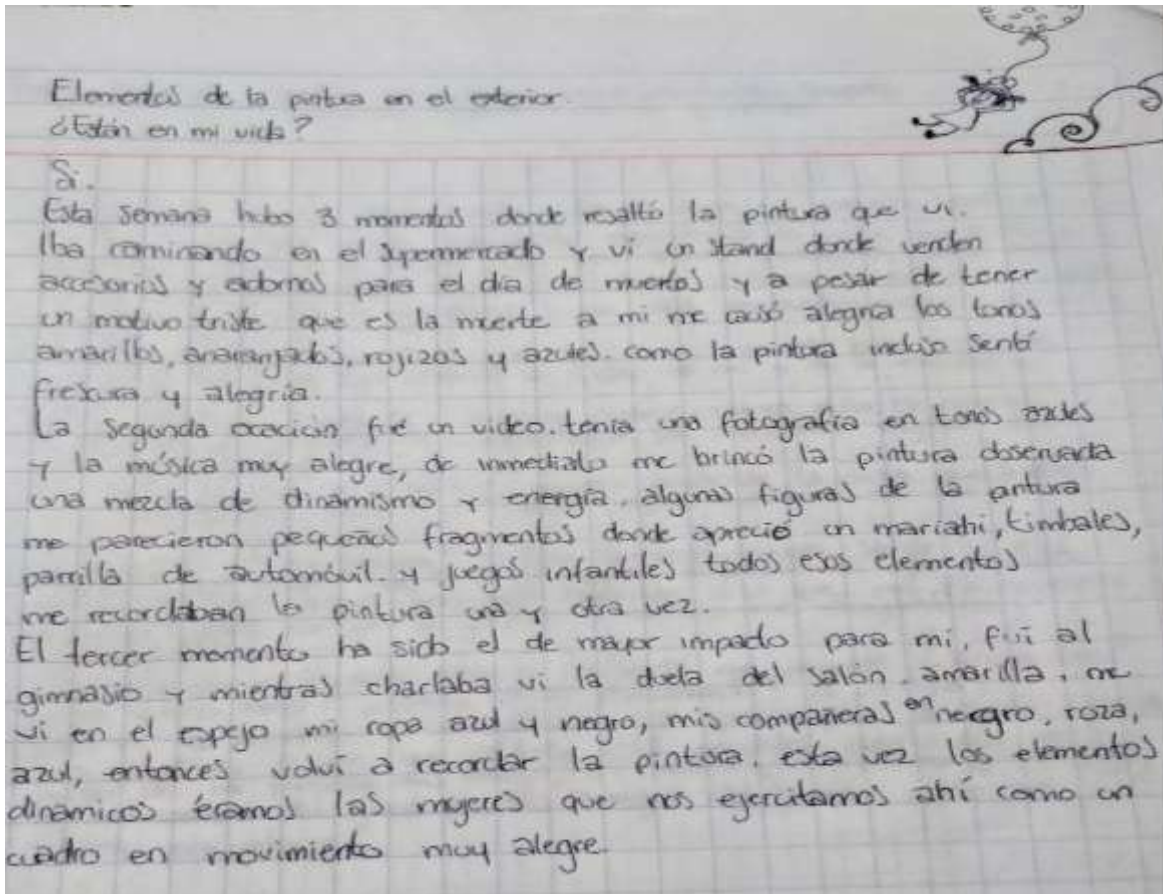 Elementos de la pintura en el exterior.
¿Están en mi vida?
Si.
Esta semana hubo 3 momentos donde resaltó la pintura que vi.
Iba caminando en el supermercado y vi un stand donde venden
accesorios y adornos para el día de muertos y a pesar de tener
un motivo triste que es la muerte a mi me causó alegria los tonos
amarillos, anaranjados, rojizos y azules. como la pintura incluso sentí
frescura y alegría.
La segunda ocacion fué un video. tenía una fotografía en tonos azules
y la música muy alegre, de inmediato me brincó la pintura observada
una mezcla de dinamismo y energía. algunas figuras de la pintura
me parecieron pequeños fragmentos donde aprecié un mariahi, timbales,
parrilla de automóvil. y juegos infantiles todos esos elementos
me recordaban la pintura una y otra vez.
El tercer momento ha sido el de mayor impacto para mi, fui al
gimnasio y mientras charlaba vi la duela del salón amarilla, me
vi en el espejo mi ropa azul y negro, mis compañeras en negro, roza,
azul, entonces volví a recordar la pintura. esta vez los elementos
dinamicos éramos las mujeres que nos ejercitamos ahí como un
cuadro en movimiento muy alegre.